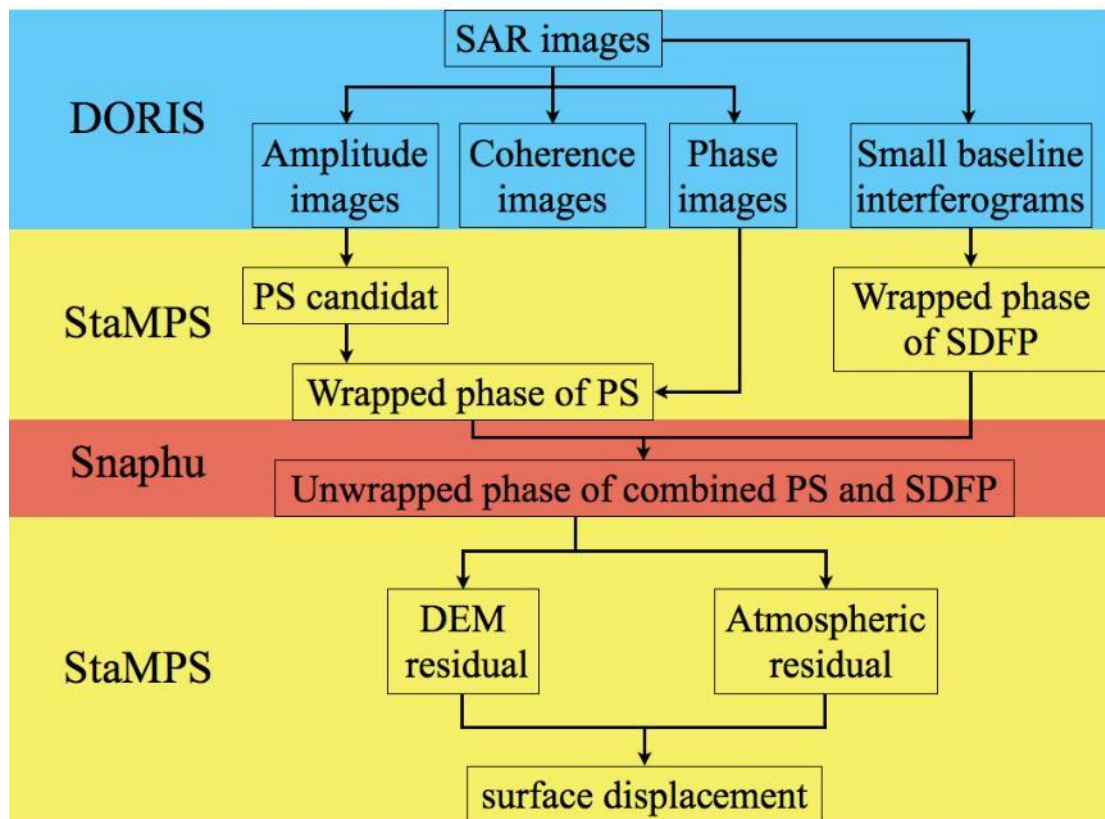 SAR images
DORIS
Amplitude
images
Coherence
images
Phase
images
Small baseline
interferograms
StaMPS
PS candidat
Wrapped phase
of SDFP
Wrapped phase of PS
Snaphu
Unwrapped phase of combined PS and SDFP
StaMPS
DEM
residual
Atmospheric
residual
surface displacement